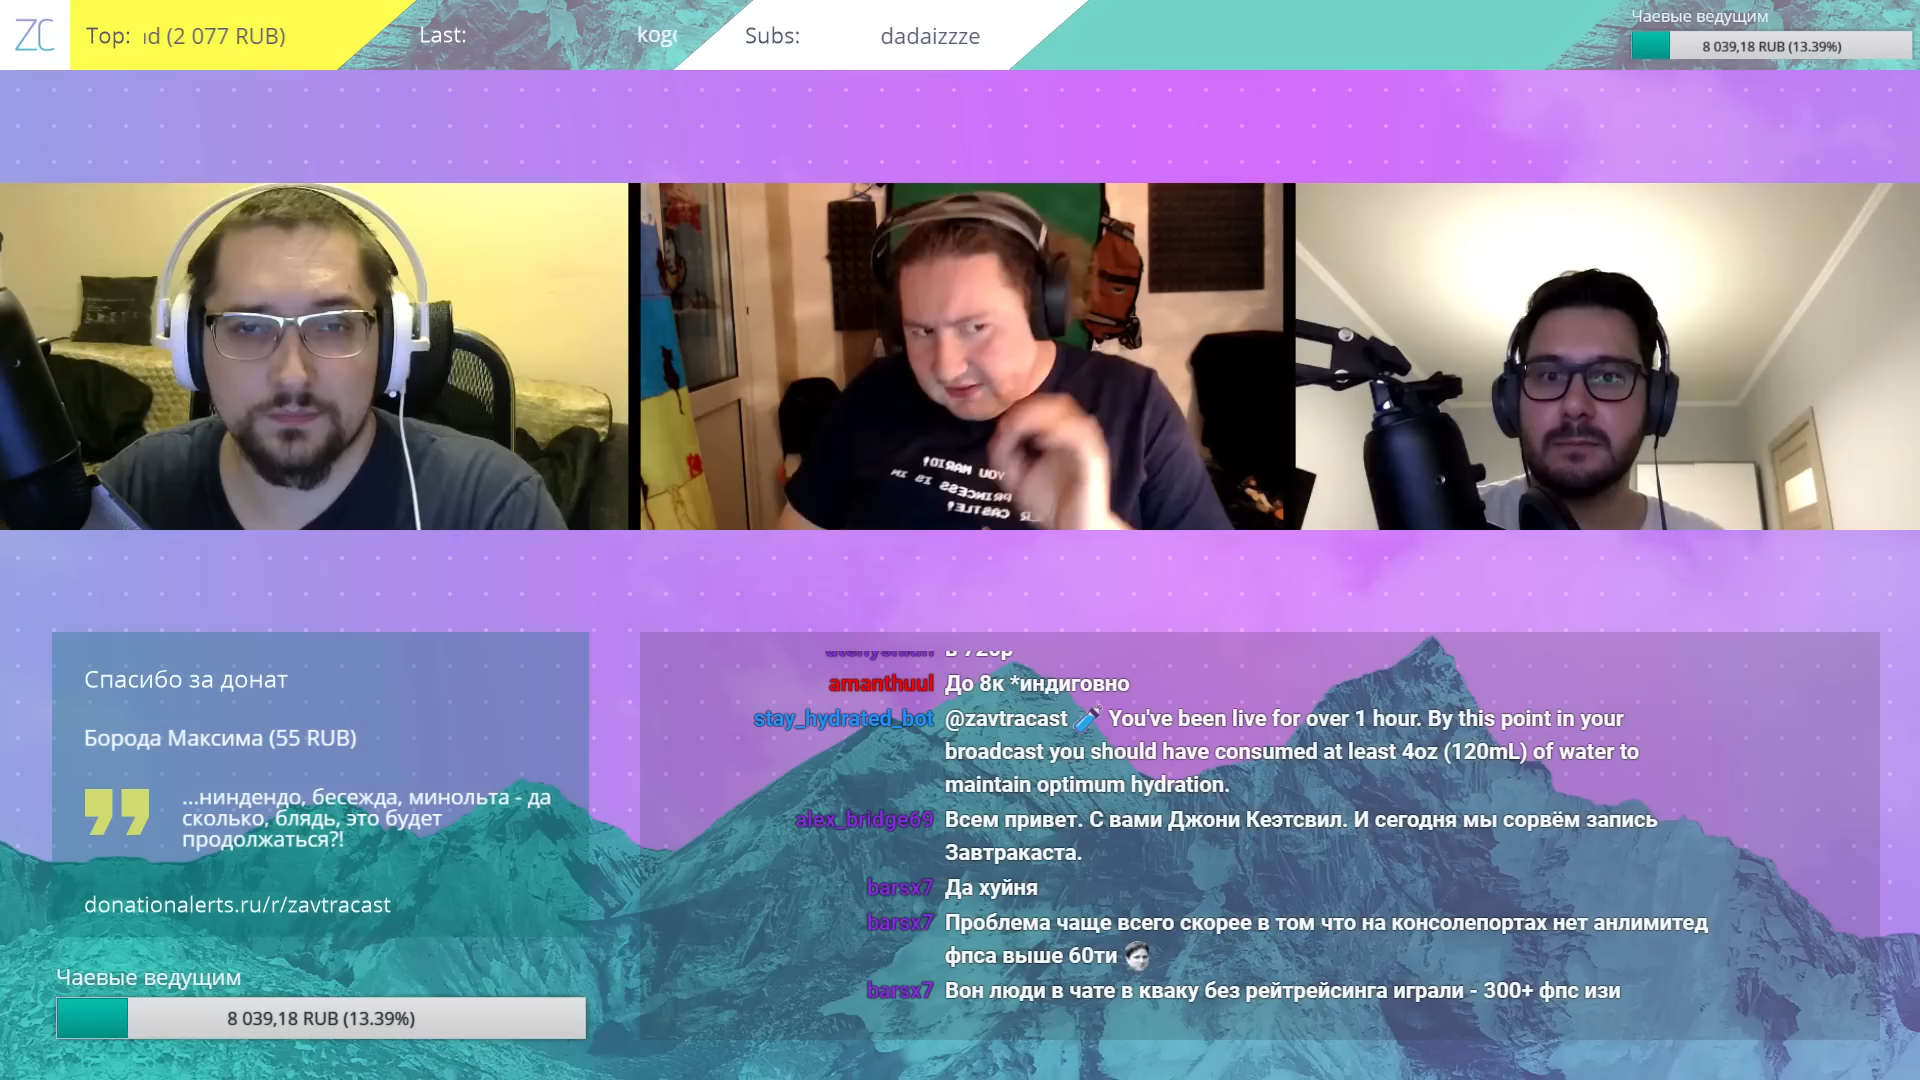 ZC
Top: d (2 077 RUB)
Last:
Subs: dadaizzze
Чаевые ведущим
8 039,18 RUB (13.39%)
YOU MARIO!
PRINCESS IS IN
CASTLE!
Спасибо за донат
Борода Максима (55 RUB)
...ниндендо, бесежда, минольта - да
сколько, блядь, это будет
продолжаться?!
donationalerts.ru/r/zavtracast
Чаевые ведущим
8 039,18 RUB (13.39%)
amanthuul До 8к *индиговно
stay_hydrated_bot @zavtracast You've been live for over 1 hour. By this point in your
broadcast you should have consumed at least 4oz (120mL) of water to
maintain optimum hydration.
alex_bridge69 Всем привет. С вами Джони Кеэтсвил. И сегодня мы сорвём запись
Завтракаста.
barsx7 Да хуйня
barsx7 Проблема чаще всего скорее в том что на консолепортах нет анлимитед
фпса выше 60ти
barsx7 Вон люди в чате в кваку без рейтрейсинга играли - 300+ фпс изи